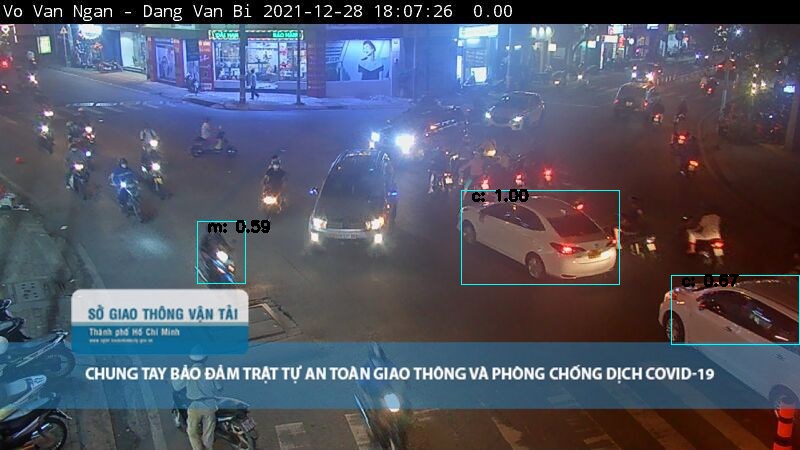 Vo Van Ngan - Dang Van Bi 2021-12-28 18:07:26 0.00
c: 1.00
m: 0.59
SỞ GIAO THÔNG VẬN TẢI
Thành phố Hồ Chí Minh
CHUNG TAY BẢO ĐẢM TRẬT TỰ AN TOÀN GIAO THÔNG VÀ PHÒNG CHỐNG DỊCH COVID-19